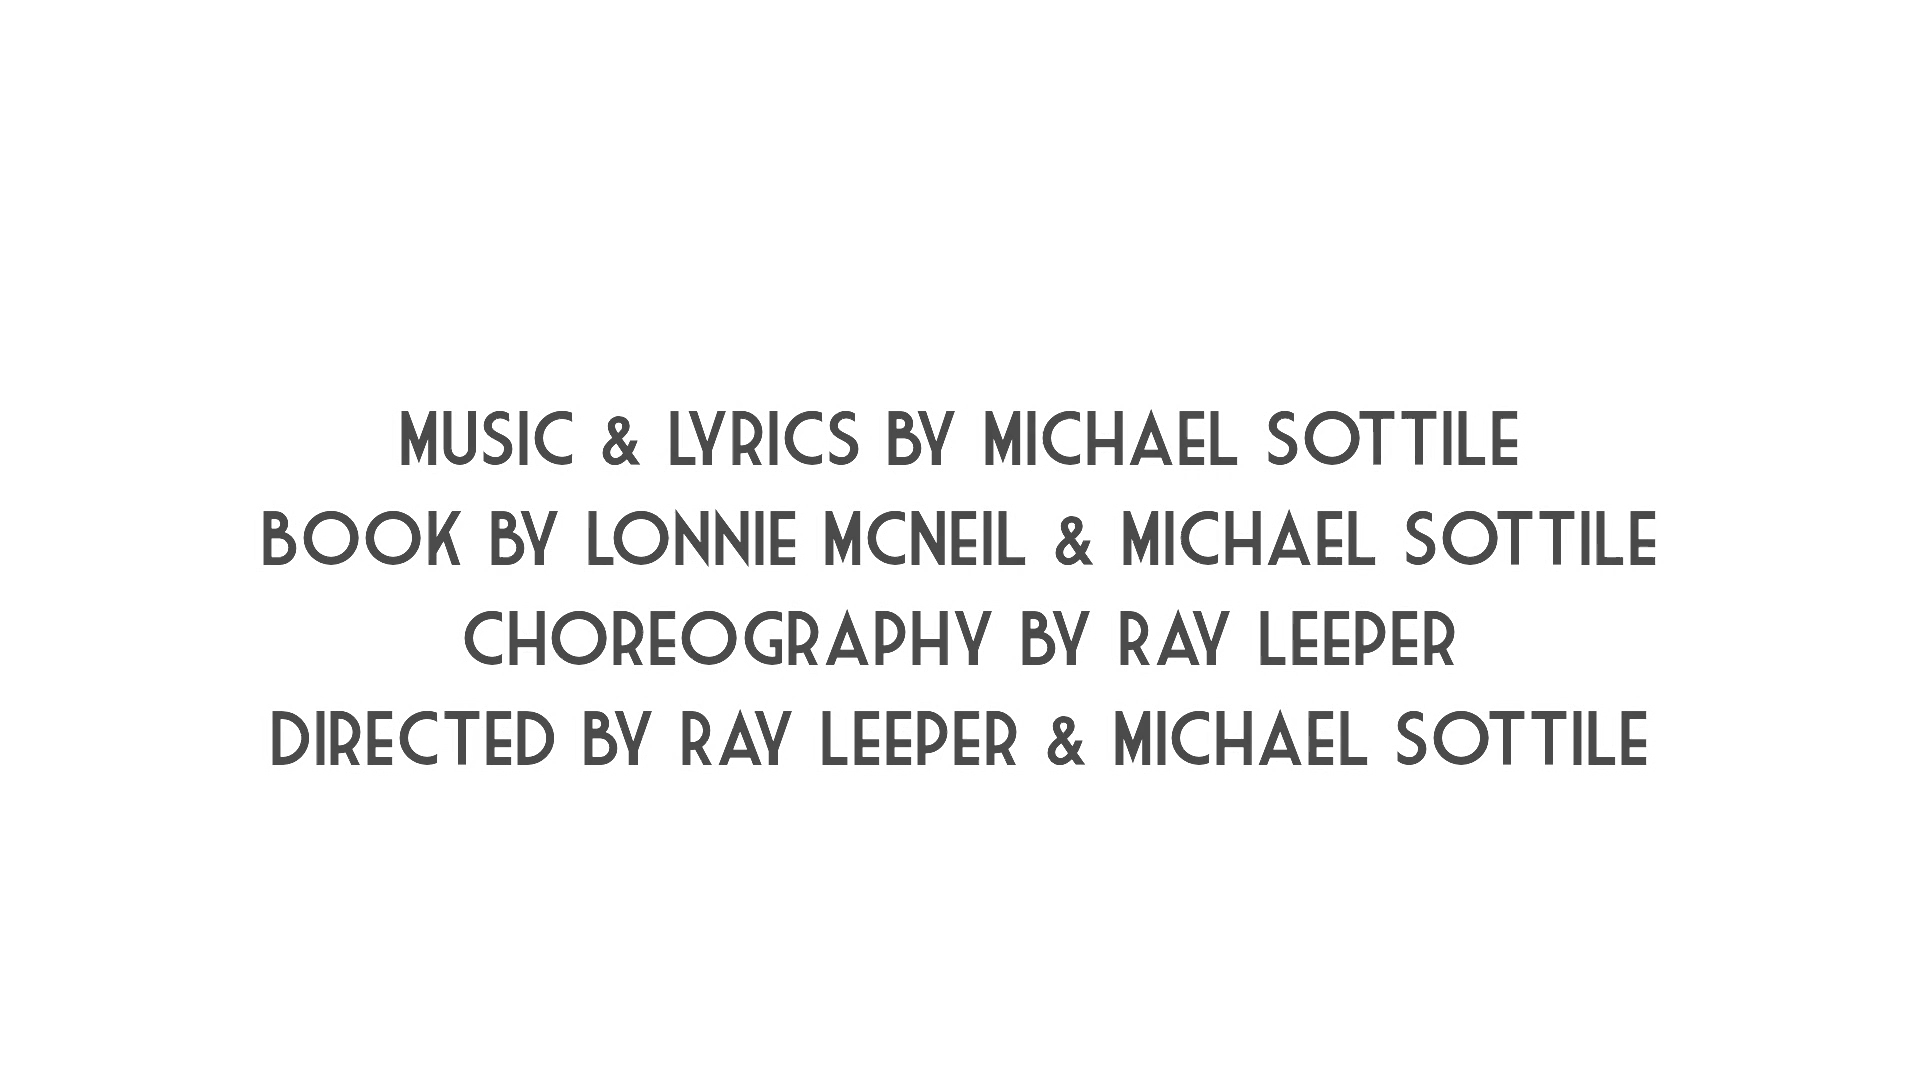 MUSIC & LYRICS BY MICHAEL SOTTILE
BOOK BY LONNIE MCNEIL & MICHAEL SOTTILE
CHOREOGRAPHY BY RAY LEEPER
DIRECTED BY RAY LEEPER & MICHAEL SOTTILE